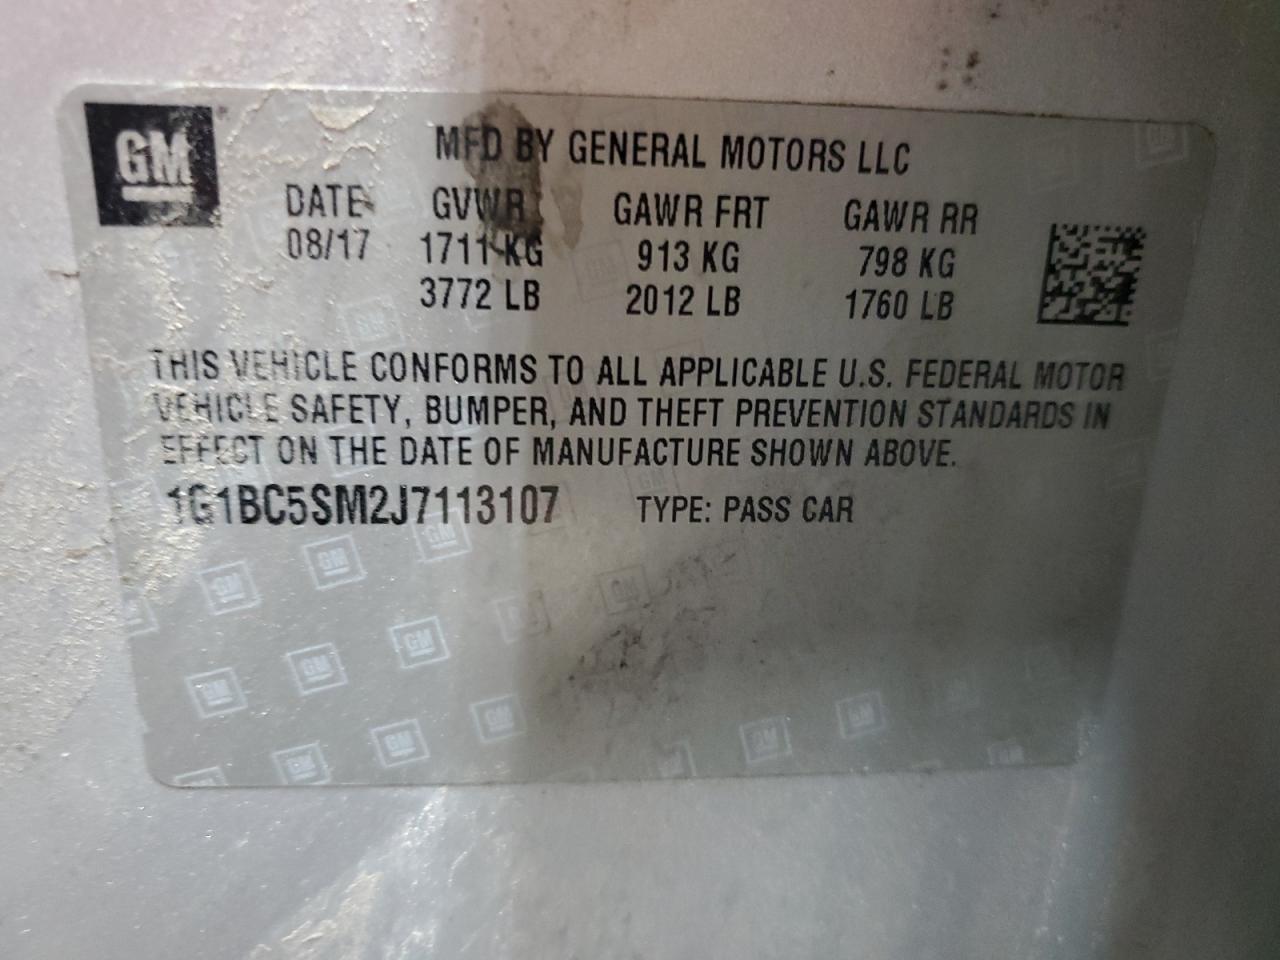 GM
MFD BY GENERAL MOTORS LLC
DATE GVWR GAWR FRT GAWR RR
08/17 1711 KG 913 KG 798 KG
3772 LB 2012 LB 1760 LB
THIS VEHICLE CONFORMS TO ALL APPLICABLE U.S. FEDERAL MOTOR
VEHICLE SAFETY, BUMPER, AND THEFT PREVENTION STANDARDS IN
EFFECT ON THE DATE OF MANUFACTURE SHOWN ABOVE.
1G1BC5SM2J7113107 TYPE: PASS CAR